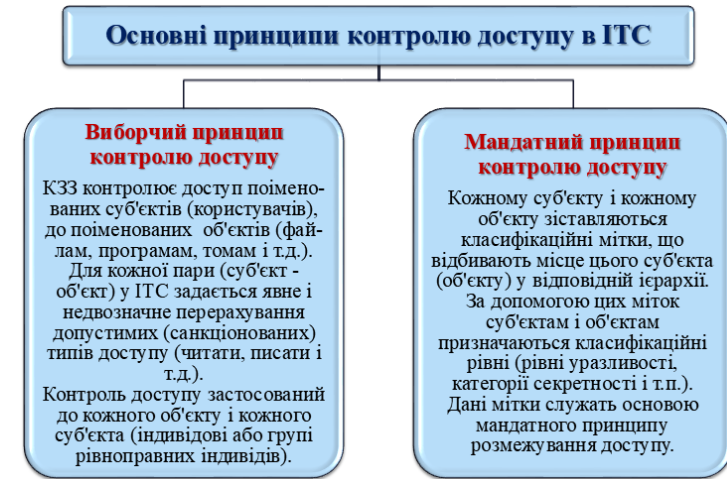 Основні принципи контролю доступу в ІТС
Виборчий принцип
контролю доступу
КЗЗ контролює доступ поімено-
ваних суб'єктів (користувачів),
до поіменованих об'єктів (фай-
лам, програмам, томам і т.д.).
Для кожної пари (суб'єкт -
об'єкт) у ІТС задається явне і
недвозначне перерахування
допустимих (санкціонованих)
типів доступу (читати, писати і
т.д.).
Контроль доступу застосований
до кожного об'єкту і кожного
суб'єкта (індивідові або групі
рівноправних індивідів).
Мандатний принцип
контролю доступу
Кожному суб'єкту і кожному
об'єкту зіставляються
класифікаційні мітки, що
відбивають місце цього суб'єкта
(об'єкту) у відповідній ієрархії.
За допомогою цих міток
суб'єктам і об'єктам
призначаються класифікаційні
рівні (рівні уразливості,
категорії секретності і т.п.).
Дані мітки служать основою
мандатного принципу
розмежування доступу.